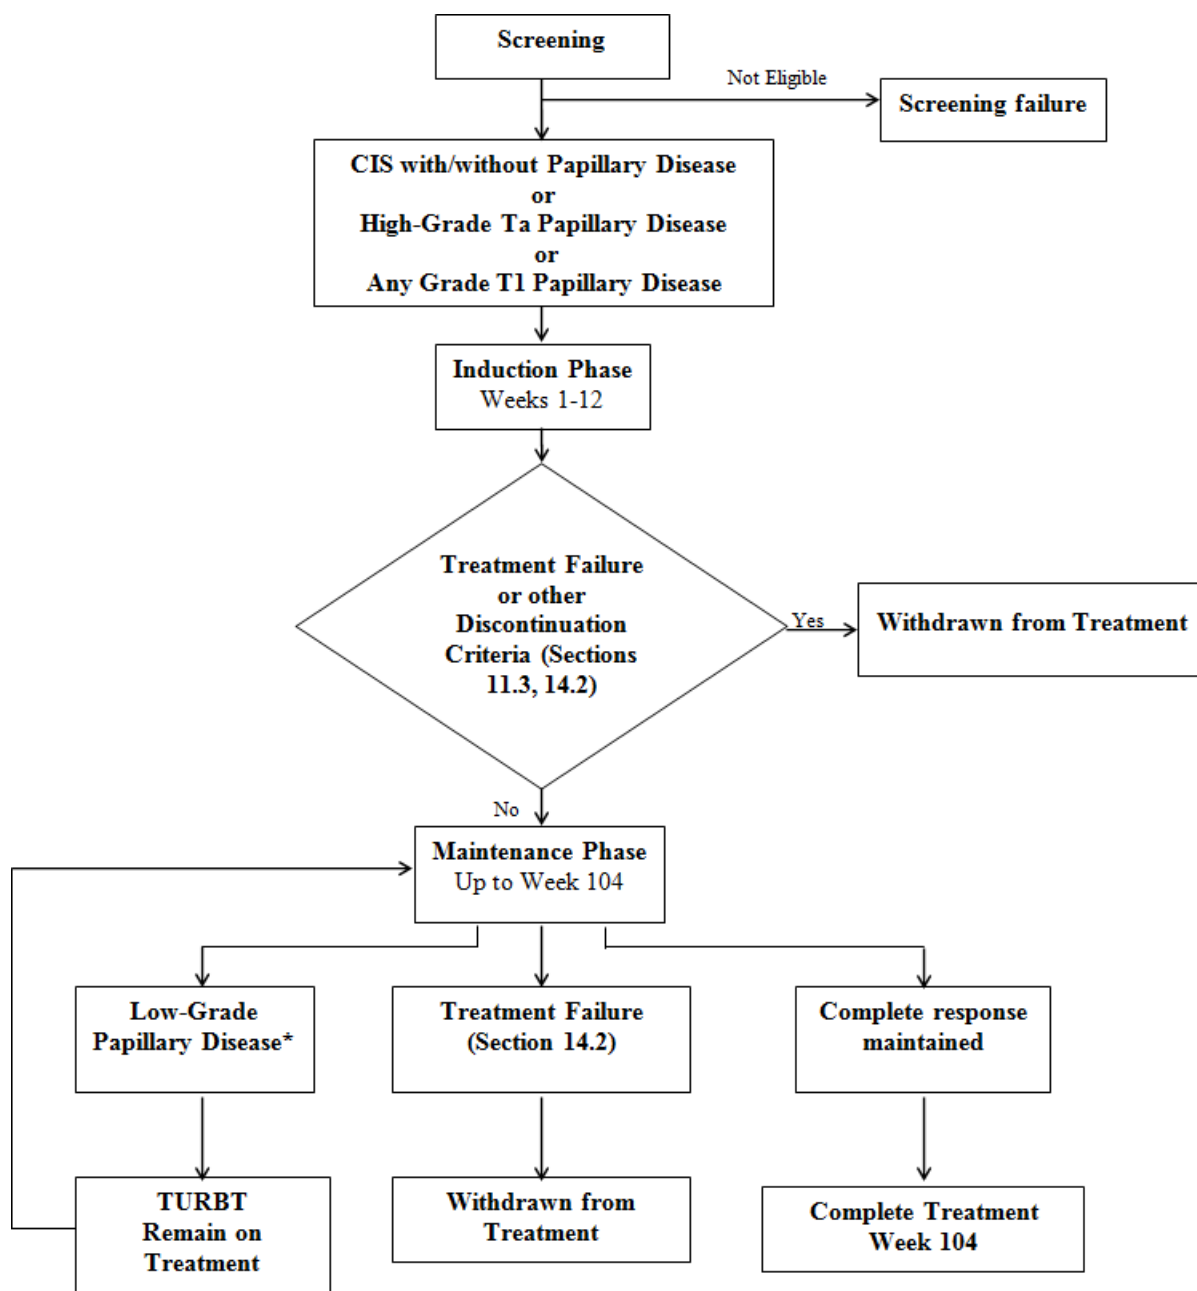 Screening
Not Eligible
Screening failure
CIS with/without Papillary Disease
or
High-Grade Ta Papillary Disease
or
Any Grade T1 Papillary Disease
Induction Phase
Weeks 1-12
Treatment Failure
or other
Discontinuation
Criteria (Sections
11.3, 14.2)
Yes
Withdrawn from Treatment
No
Maintenance Phase
Up to Week 104
Low-Grade
Papillary Disease*
Treatment Failure
(Section 14.2)
Complete response
maintained
TURBT
Remain on
Treatment
Withdrawn from
Treatment
Complete Treatment
Week 104